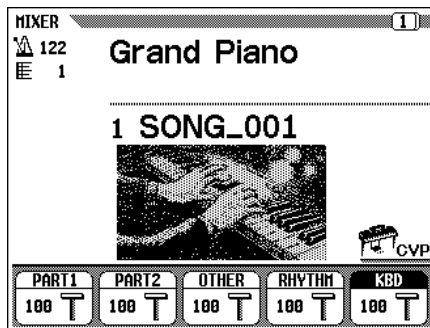 MIXER 1
122
1
Grand Piano
1 SONG_001
CVP
PART1 PART2 OTHER RHYTHM KBD
100 100 100 100 100